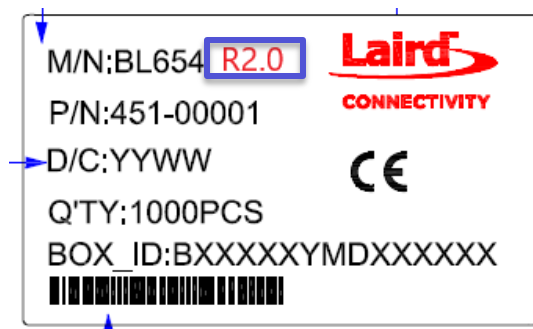 M/N:BL654 R2.0
Laird
CONNECTIVITY
P/N:451-00001
D/C:YYWW
CE
Q'TY:1000PCS
BOX_ID:BXXXXXYMDXXXXXX